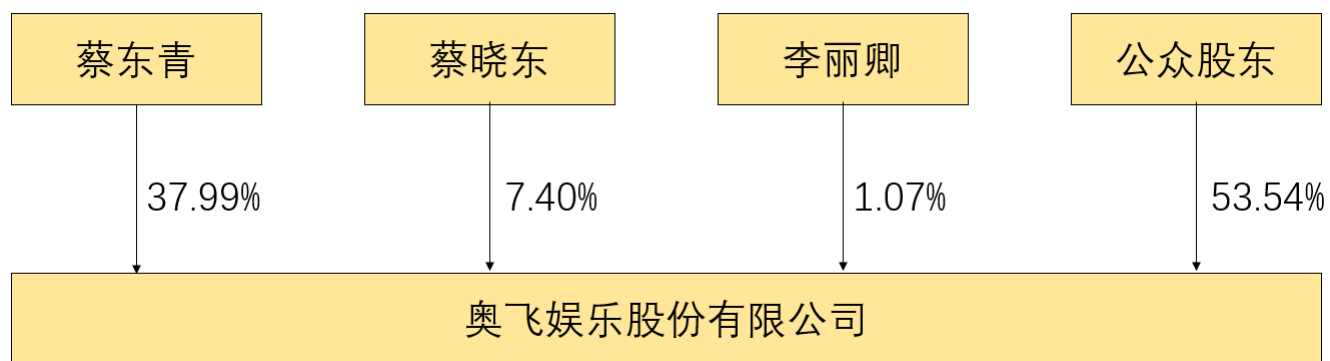 蔡东青
蔡晓东
李丽卿
公众股东
37.99%
7.40%
1.07%
53.54%
奥飞娱乐股份有限公司